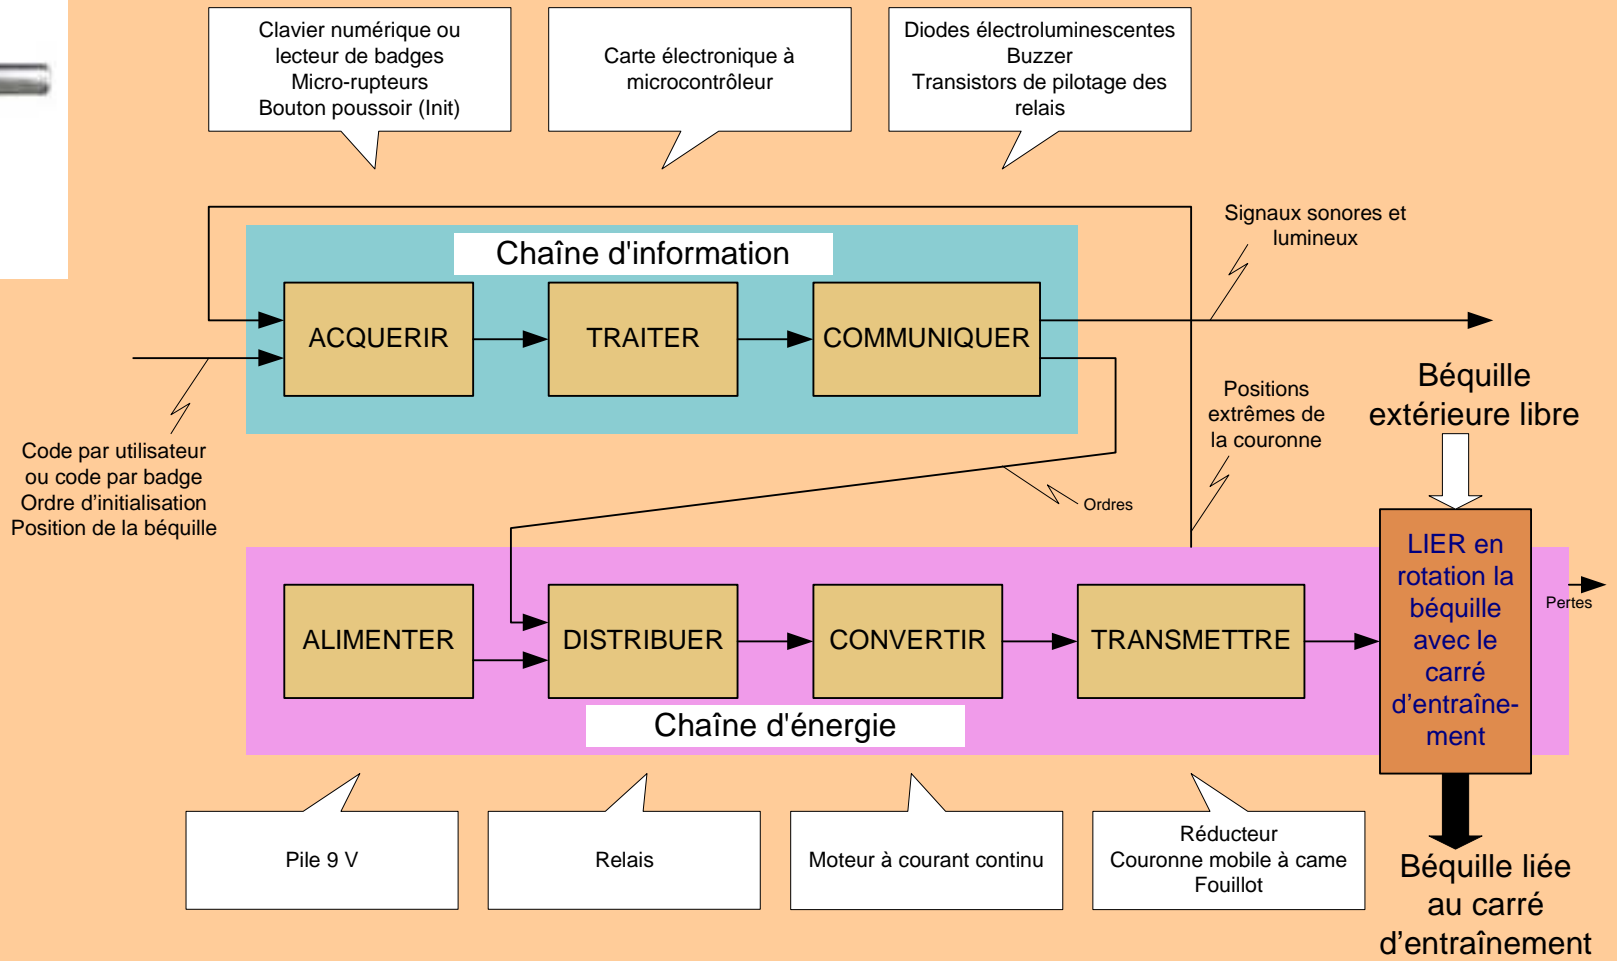 Clavier numérique ou
lecteur de badges
Micro-rupteurs
Bouton poussoir (Init)
Carte électronique à
microcontrôleur
Diodes électroluminescentes
Buzzer
Transistors de pilotage des
relais
Signaux sonores et
lumineux
Chaîne d'information
ACQUERIR
TRAITER
COMMUNIQUER
Code par utilisateur
ou code par badge
Ordre d'initialisation
Position de la béquille
Positions
extrêmes de
la couronne
Béquille
extérieure libre
Ordres
ALIMENTER
DISTRIBUER
CONVERTIR
TRANSMETTRE
LIER en
rotation la
béquille
avec le
carré
d'entraîne-
ment
Pertes
Chaîne d'énergie
Pile 9 V
Relais
Moteur à courant continu
Réducteur
Couronne mobile à came
Fouillot
Béquille liée
au carré
d'entraînement